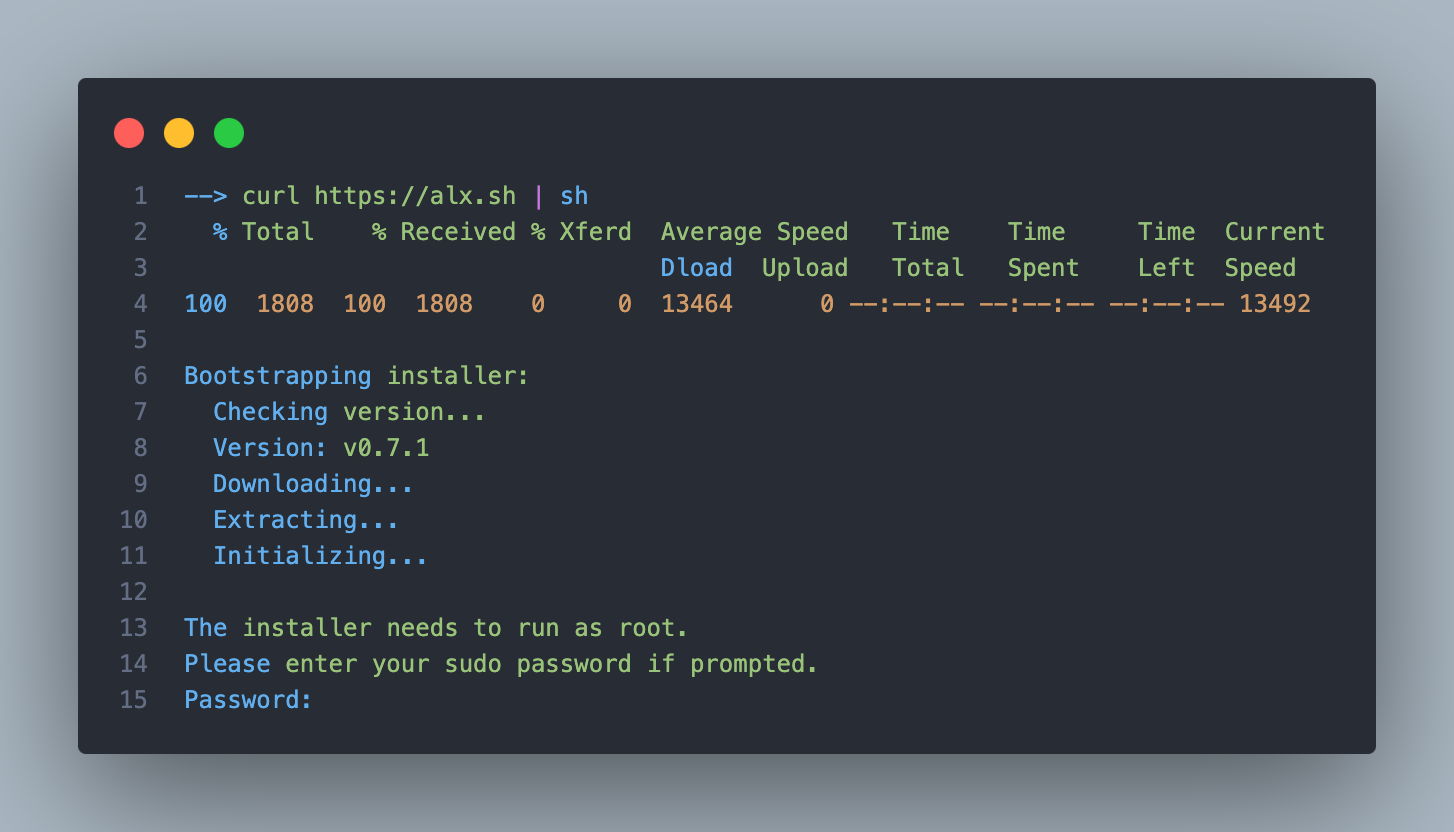 1 --> curl https://alx.sh | sh
2   % Total    % Received % Xferd  Average Speed   Time    Time     Time  Current
3                                  Dload  Upload   Total   Spent    Left  Speed
4 100  1808  100  1808    0     0  13464      0 --:--:-- --:--:-- --:--:-- 13492
5
6 Bootstrapping installer:
7   Checking version...
8   Version: v0.7.1
9   Downloading...
10   Extracting...
11   Initializing...
12
13 The installer needs to run as root.
14 Please enter your sudo password if prompted.
15 Password: